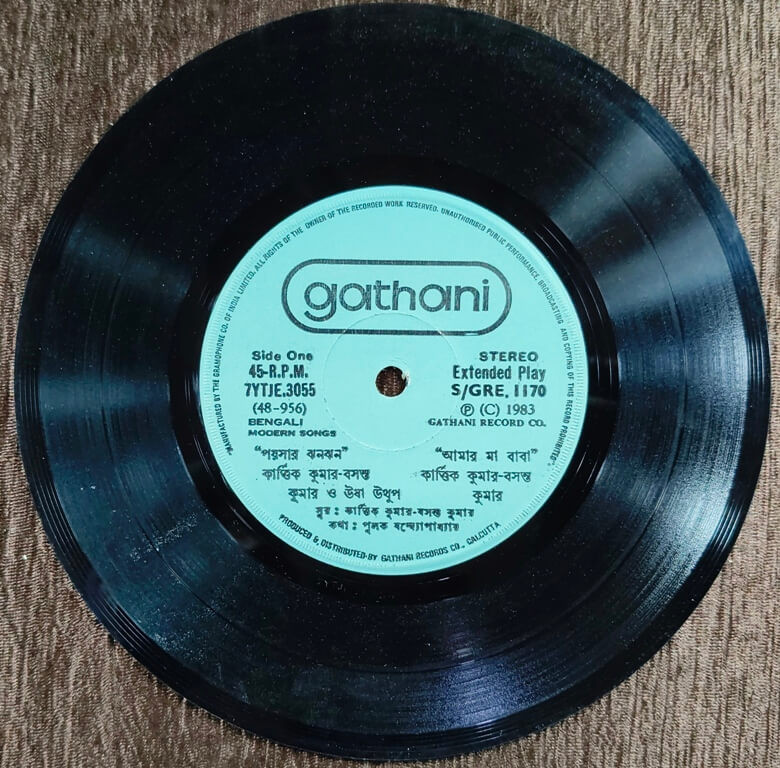 "MANUFACTURED BY THE GRAMOPHONE CO. OF INDIA LIMITED. ALL RIGHTS OF THE OWNER OF THE RECORDED WORK RESERVED. UNAUTHORISED PUBLIC PERFORMANCE, BROADCASTING AND COPYING OF THIS RECORD PROHIBITED"
gathani
Side One STEREO
45-R.P.M. Extended Play
7YTJE.3055 S/GRE. 1170
(48-956) ℗ (C) 1983
BENGALI GATHANI RECORD CO.
MODERN SONGS
"পয়সার ঝনঝন" "আমার মা বাবা"
কার্ত্তিক কুমার-বসন্ত কার্ত্তিক কুমার-বসন্ত
কুমার ও উষা উথুপ কুমার
সুর : কার্ত্তিক কুমার-বসন্ত কুমার
কথা : পুলক বন্দ্যোপাধ্যায়
PRODUCED & DISTRIBUTED-BY GATHANI RECORDS CO., CALCUTTA